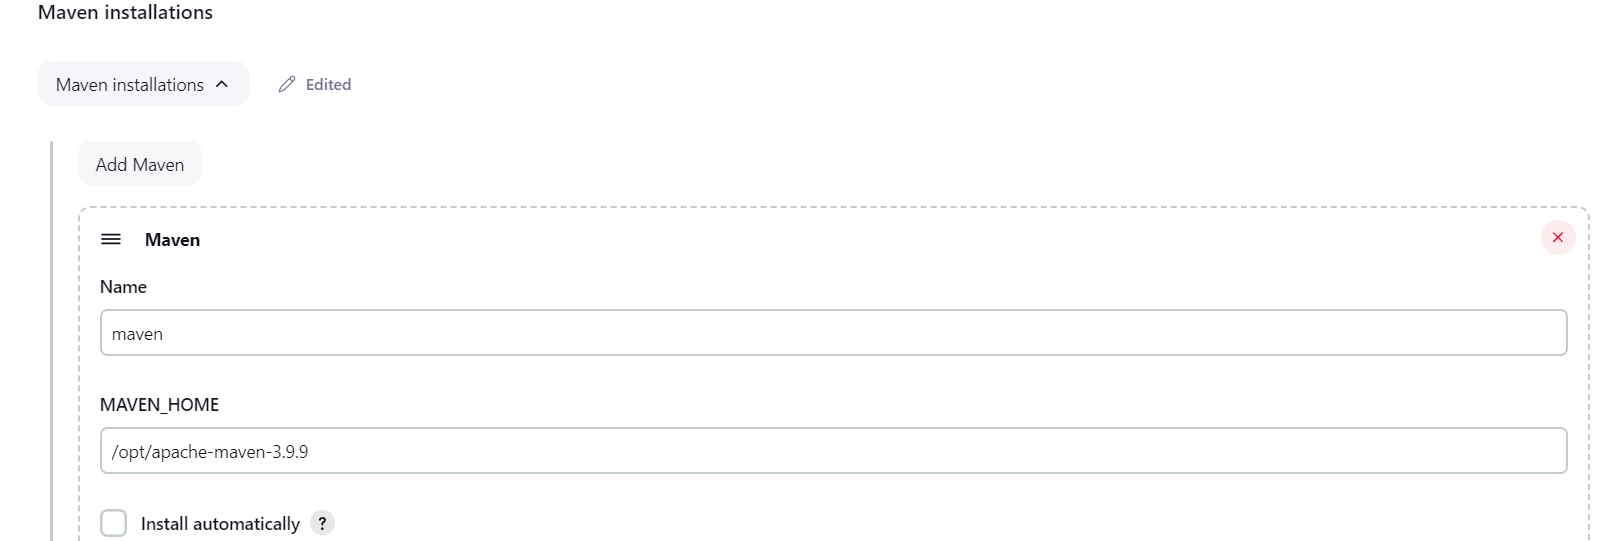 Maven installations
Maven installations
Edited
Add Maven
Maven
Name
maven
MAVEN_HOME
/opt/apache-maven-3.9.9
Install automatically ?